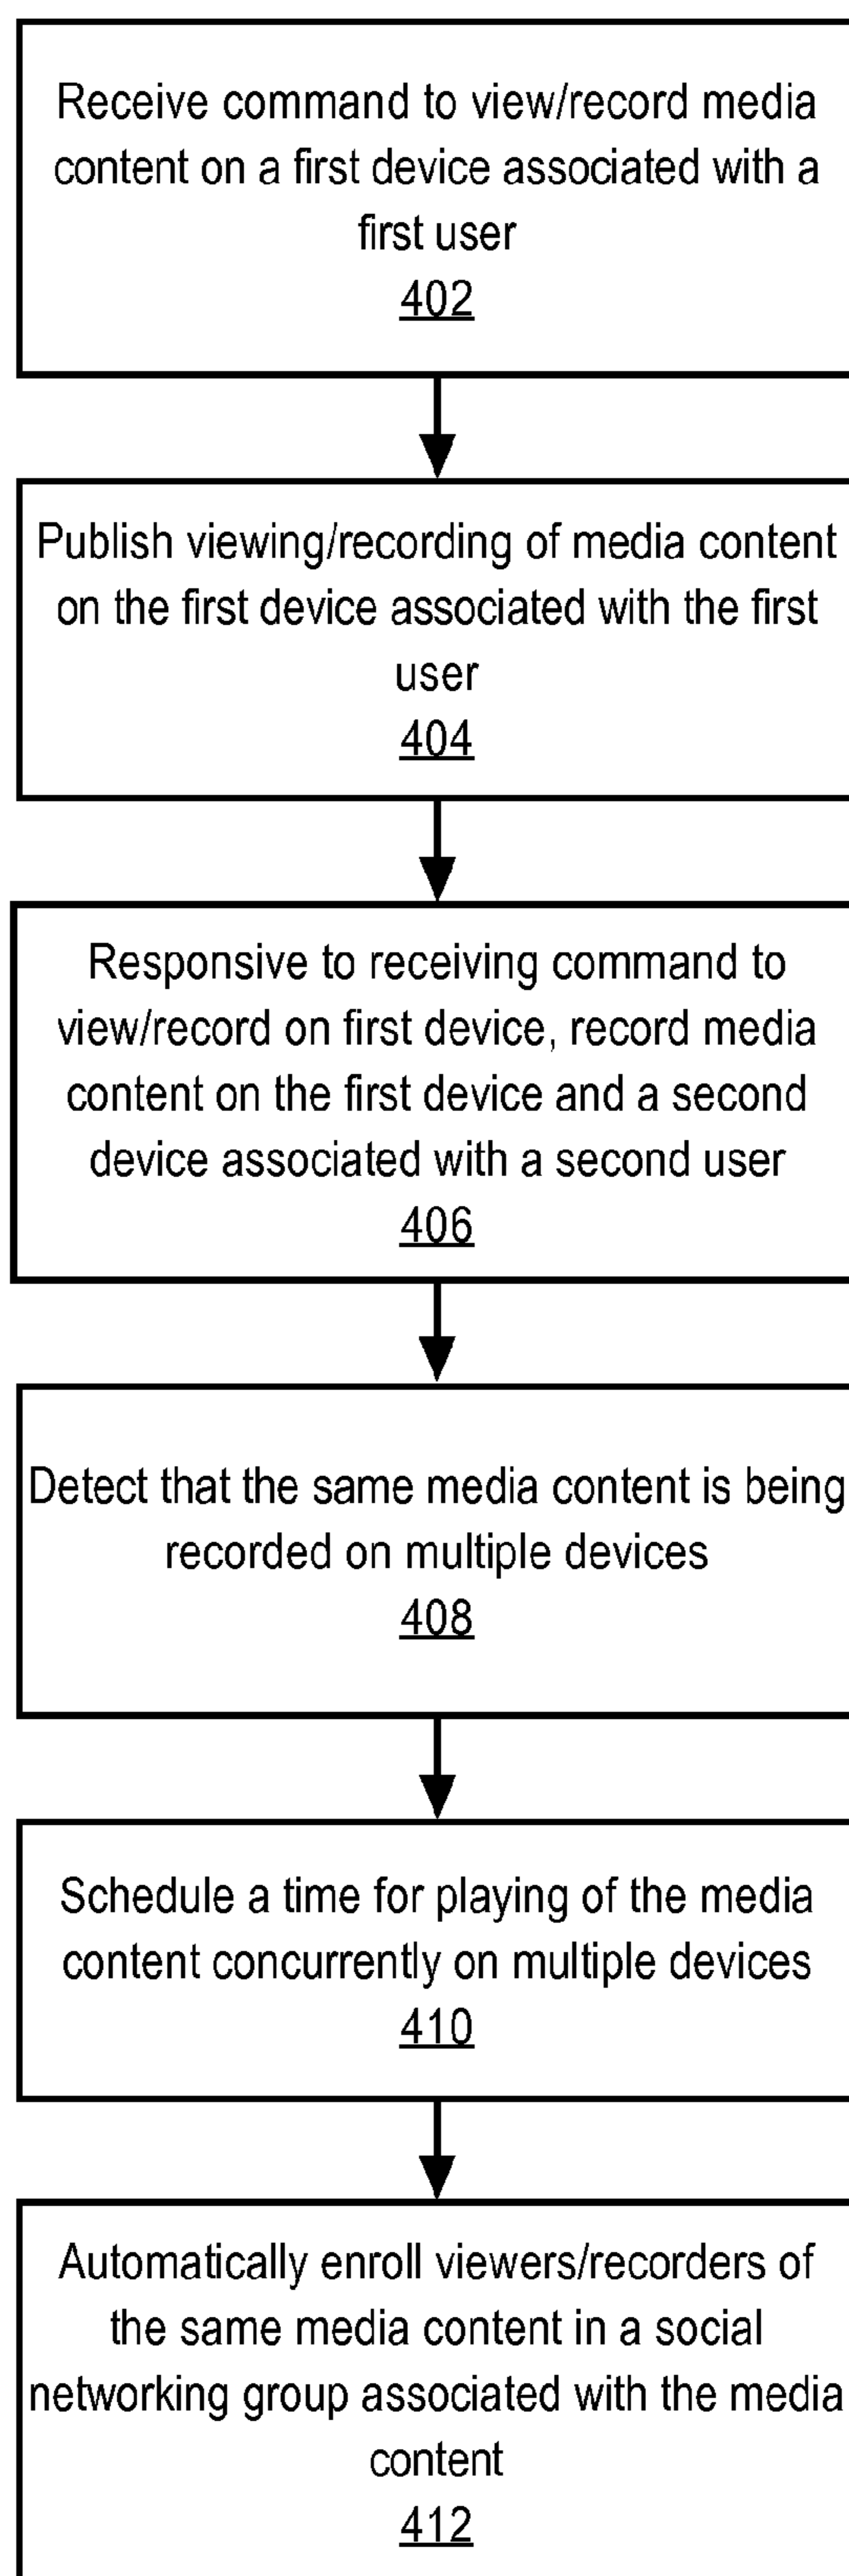 Receive command to view/record media
content on a first device associated with a
first user
402
Publish viewing/recording of media content
on the first device associated with the first
user
404
Responsive to receiving command to
view/record on first device, record media
content on the first device and a second
device associated with a second user
406
Detect that the same media content is being
recorded on multiple devices
408
Schedule a time for playing of the media
content concurrently on multiple devices
410
Automatically enroll viewers/recorders of
the same media content in a social
networking group associated with the media
content
412